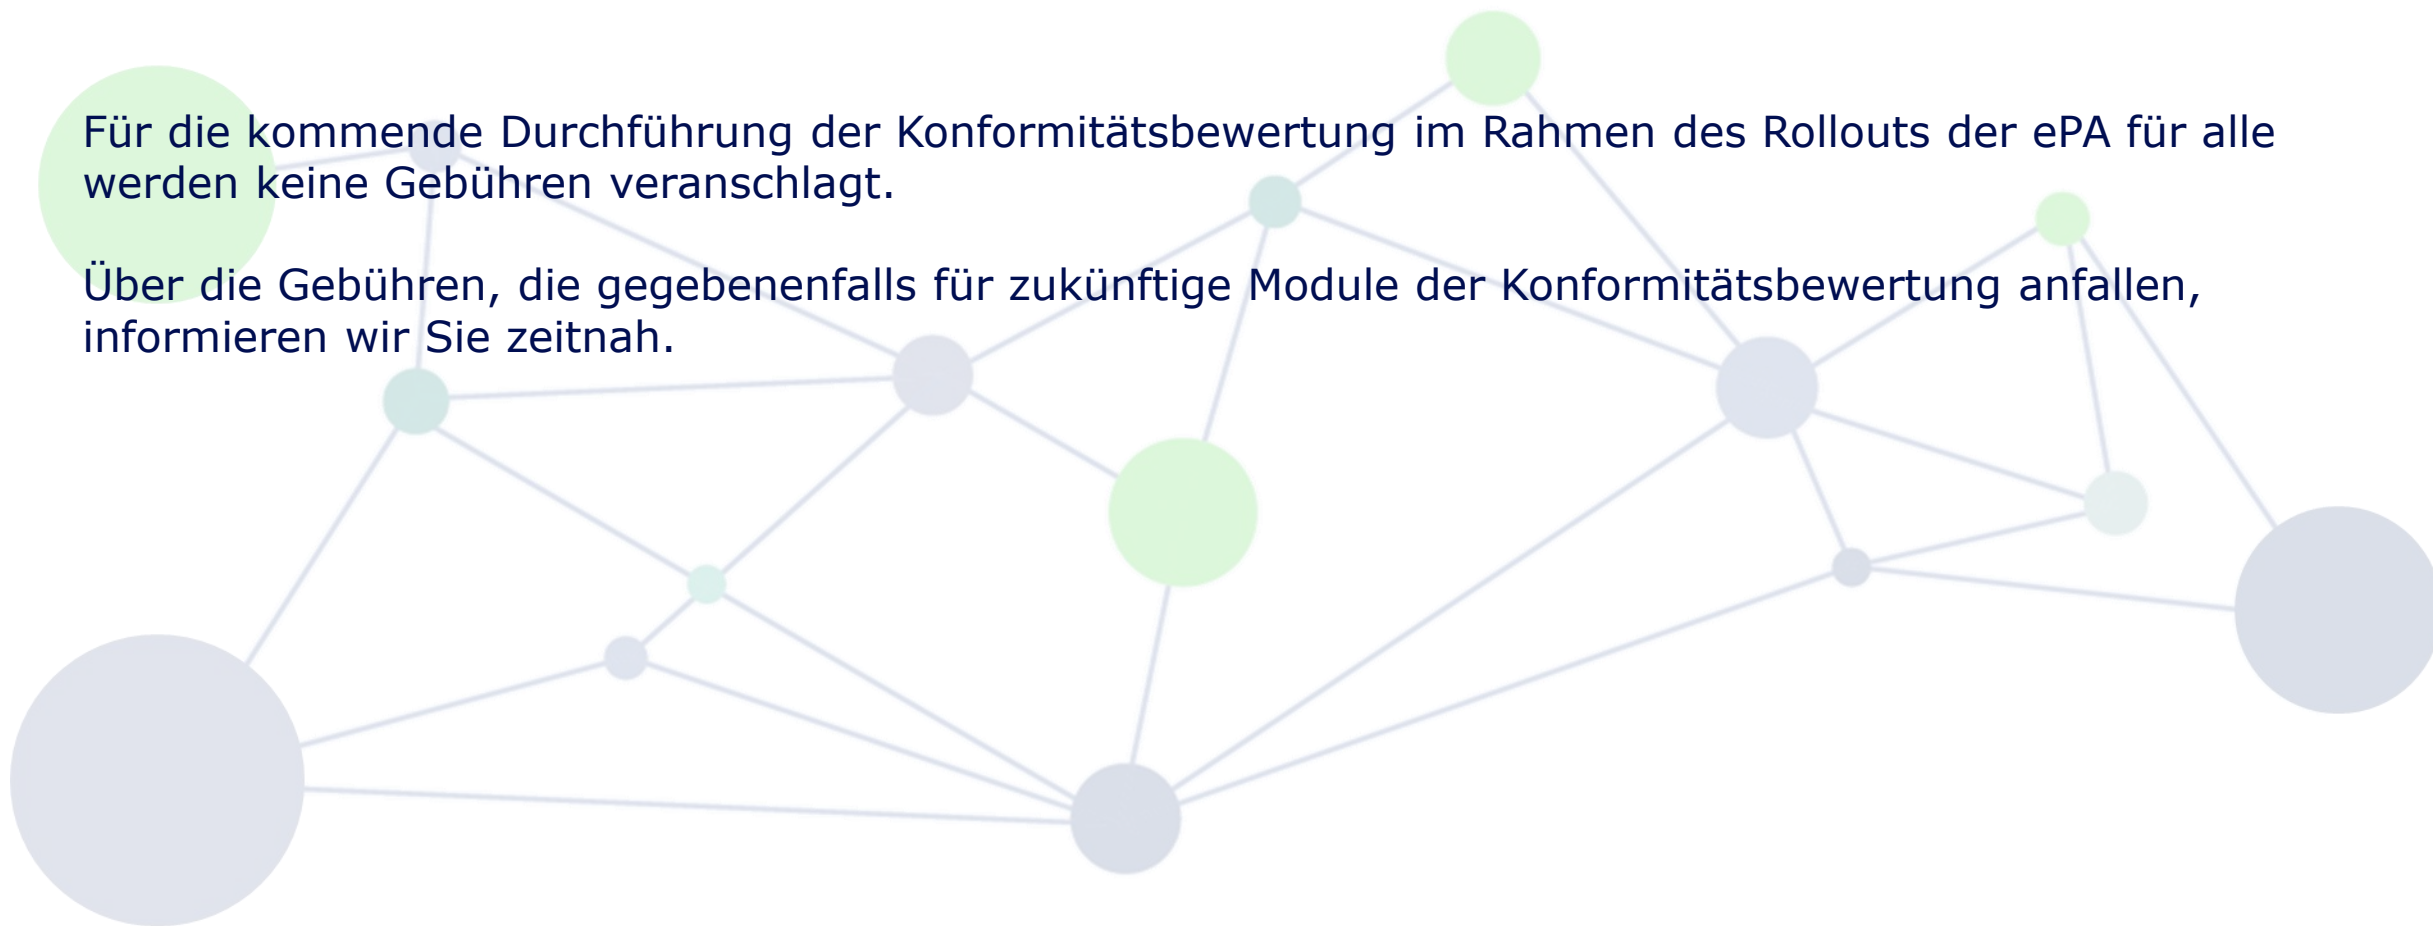 Für die kommende Durchführung der Konformitätsbewertung im Rahmen des Rollouts der ePA für alle
werden keine Gebühren veranschlagt.
Über die Gebühren, die gegebenenfalls für zukünftige Module der Konformitätsbewertung anfallen,
informieren wir Sie zeitnah.